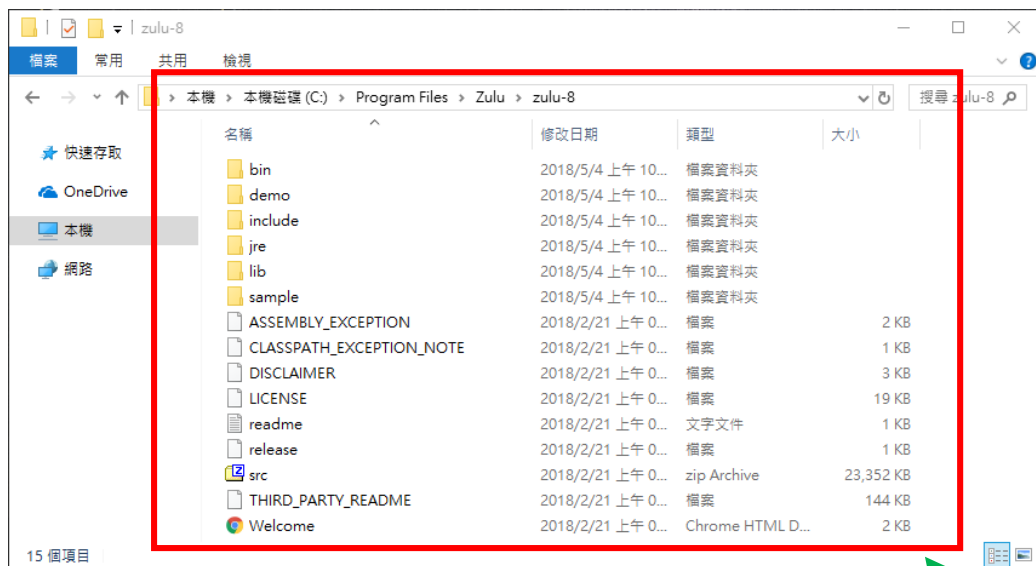 zulu-8
檔案 常用 共用 檢視
本機 本機磁碟 (C:) Program Files Zulu zulu-8 搜尋 zulu-8
名稱 修改日期 類型 大小
快速存取
OneDrive
本機
網路
bin 2018/5/4 上午 10... 檔案資料夾
demo 2018/5/4 上午 10... 檔案資料夾
include 2018/5/4 上午 10... 檔案資料夾
jre 2018/5/4 上午 10... 檔案資料夾
lib 2018/5/4 上午 10... 檔案資料夾
sample 2018/5/4 上午 10... 檔案資料夾
ASSEMBLY_EXCEPTION 2018/2/21 上午 0... 檔案 2 KB
CLASSPATH_EXCEPTION_NOTE 2018/2/21 上午 0... 檔案 1 KB
DISCLAIMER 2018/2/21 上午 0... 檔案 3 KB
LICENSE 2018/2/21 上午 0... 檔案 19 KB
readme 2018/2/21 上午 0... 文字文件 1 KB
release 2018/2/21 上午 0... 檔案 1 KB
src 2018/2/21 上午 0... zip Archive 23,352 KB
THIRD_PARTY_README 2018/2/21 上午 0... 檔案 144 KB
Welcome 2018/2/21 上午 0... Chrome HTML D... 2 KB
15 個項目